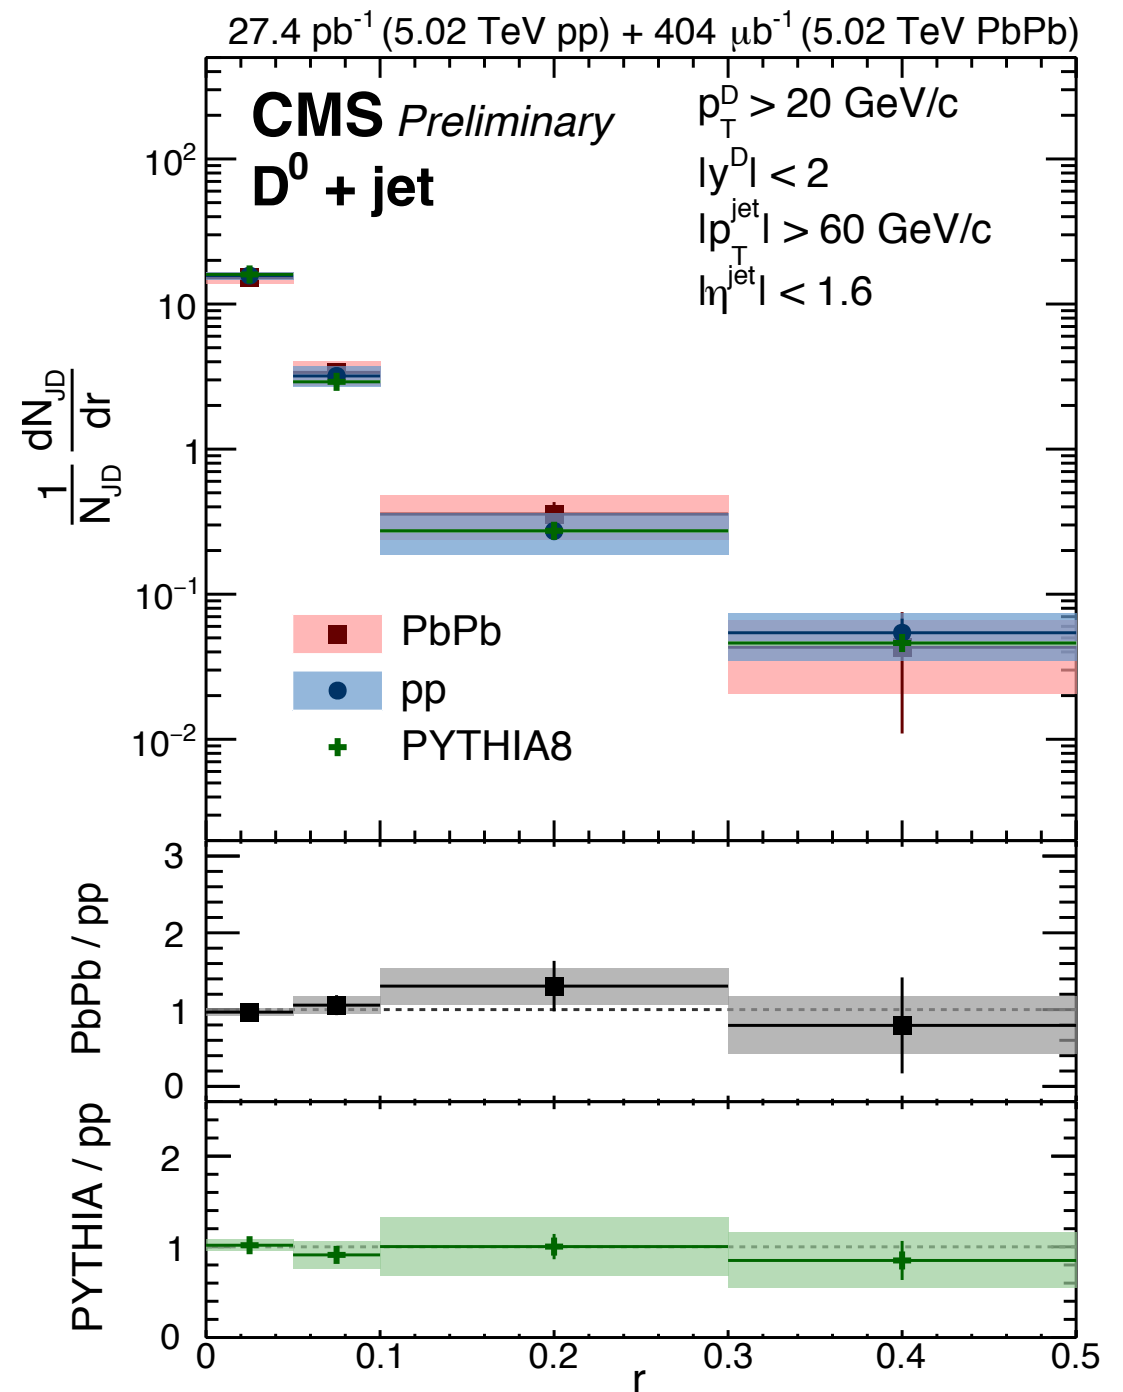 27.4 pb⁻¹ (5.02 TeV pp) + 404 μb⁻¹ (5.02 TeV PbPb)
CMS Preliminary
D⁰ + jet
p_T^D > 20 GeV/c
|y^D| < 2
|p_T^jet| > 60 GeV/c
|η^jet| < 1.6
1/N_JD dN_JD/dr
10²
10
1
10⁻¹
10⁻²
PbPb
pp
PYTHIA8
PbPb / pp
3
2
1
0
PYTHIA / pp
2
1
0
0 0.1 0.2 0.3 0.4 0.5
r